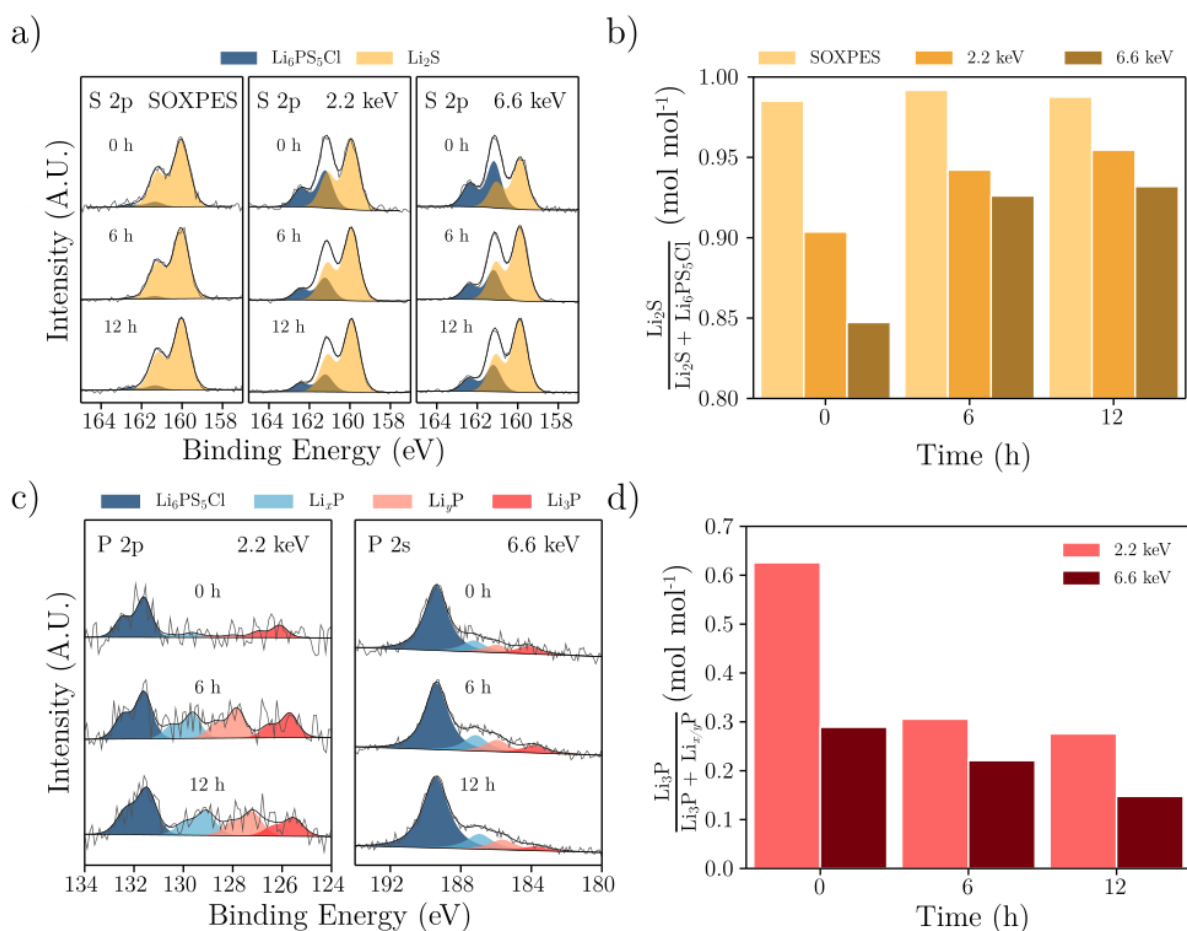 a)
Li₆PS₅Cl Li₂S
S 2p SOXPES
S 2p 2.2 keV
S 2p 6.6 keV
0 h
0 h
0 h
6 h
6 h
6 h
12 h
12 h
12 h
Intensity (A.U.)
164 162 160 158
164 162 160 158
164 162 160 158
Binding Energy (eV)
b)
SOXPES 2.2 keV 6.6 keV
1.00
0.95
0.90
0.85
0.80
Li₂S
Li₂S + Li₆PS₅Cl
(mol mol⁻¹)
0 6 12
Time (h)
c)
Li₆PS₅Cl LiₓP LiᵧP Li₃P
P 2p 2.2 keV
P 2s 6.6 keV
0 h
0 h
6 h
6 h
12 h
12 h
Intensity (A.U.)
134 132 130 128 126 124
192 188 184 180
Binding Energy (eV)
d)
2.2 keV
6.6 keV
0.7
0.6
0.5
0.4
0.3
0.2
0.1
0.0
Li₃P
Li₃P + Liₓ/ᵧP
(mol mol⁻¹)
0 6 12
Time (h)